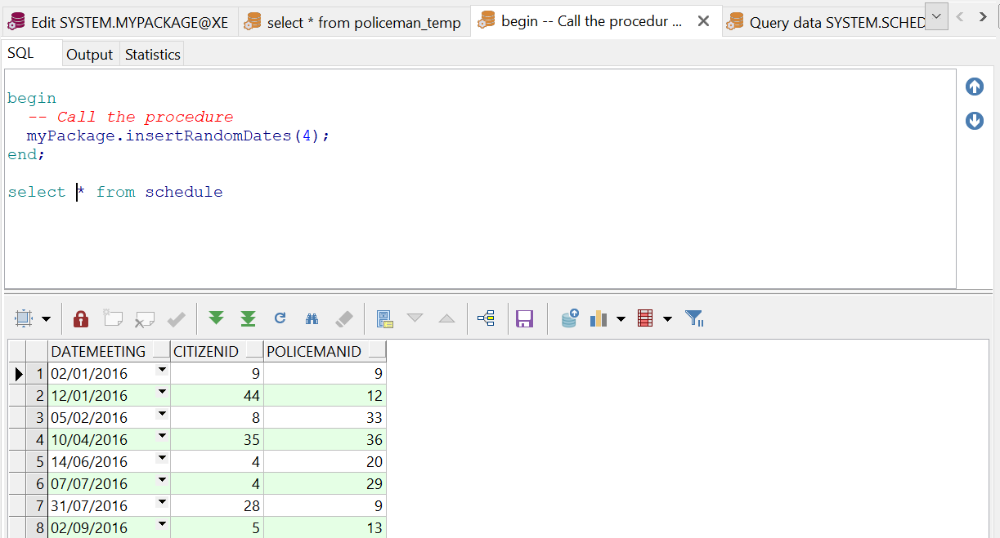 Edit SYSTEM.MYPACKAGE@XE select * from policeman_temp begin -- Call the procedur ... Query data SYSTEM.SCHED
SQL Output Statistics
begin
-- Call the procedure
myPackage.insertRandomDates(4);
end;
select * from schedule
DATEMEETING CITIZENID POLICEMANID
1 02/01/2016 9 9
2 12/01/2016 44 12
3 05/02/2016 8 33
4 10/04/2016 35 36
5 14/06/2016 4 20
6 07/07/2016 4 29
7 31/07/2016 28 9
8 02/09/2016 5 13